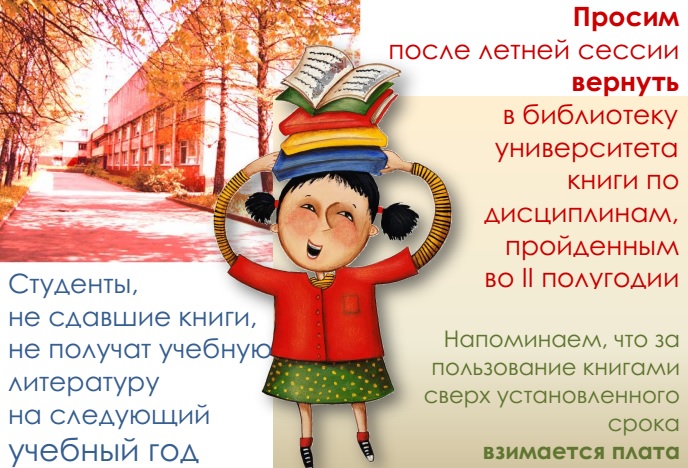 Просим
после летней сессии
вернуть
в библиотеку
университета
книги по
дисциплинам,
пройденным
во II полугодии
Студенты,
не сдавшие книги,
не получат учебную
литературу
на следующий
учебный год
Напоминаем, что за
пользование книгами
сверх установленного
срока
взимается плата